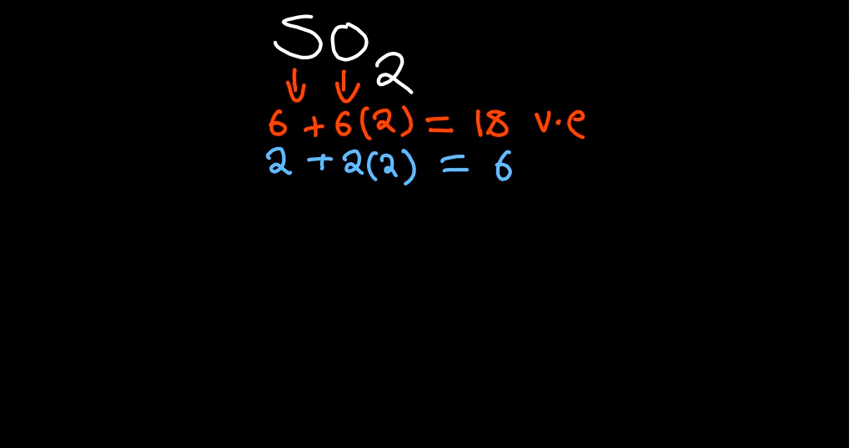 SO₂
↓ ↓
6 + 6(2) = 18 v.e
2 + 2(2) = 6